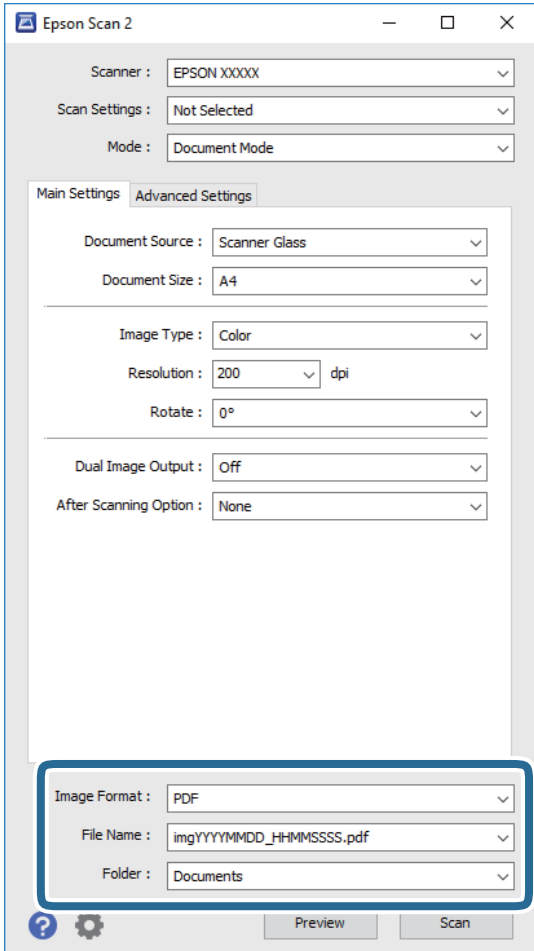 Epson Scan 2
Scanner : EPSON XXXXX
Scan Settings : Not Selected
Mode : Document Mode
Main Settings Advanced Settings
Document Source : Scanner Glass
Document Size : A4
Image Type : Color
Resolution : 200 dpi
Rotate : 0°
Dual Image Output : Off
After Scanning Option : None
Image Format : PDF
File Name : imgYYYYMMDD_HHMMSSSS.pdf
Folder : Documents
? Preview Scan